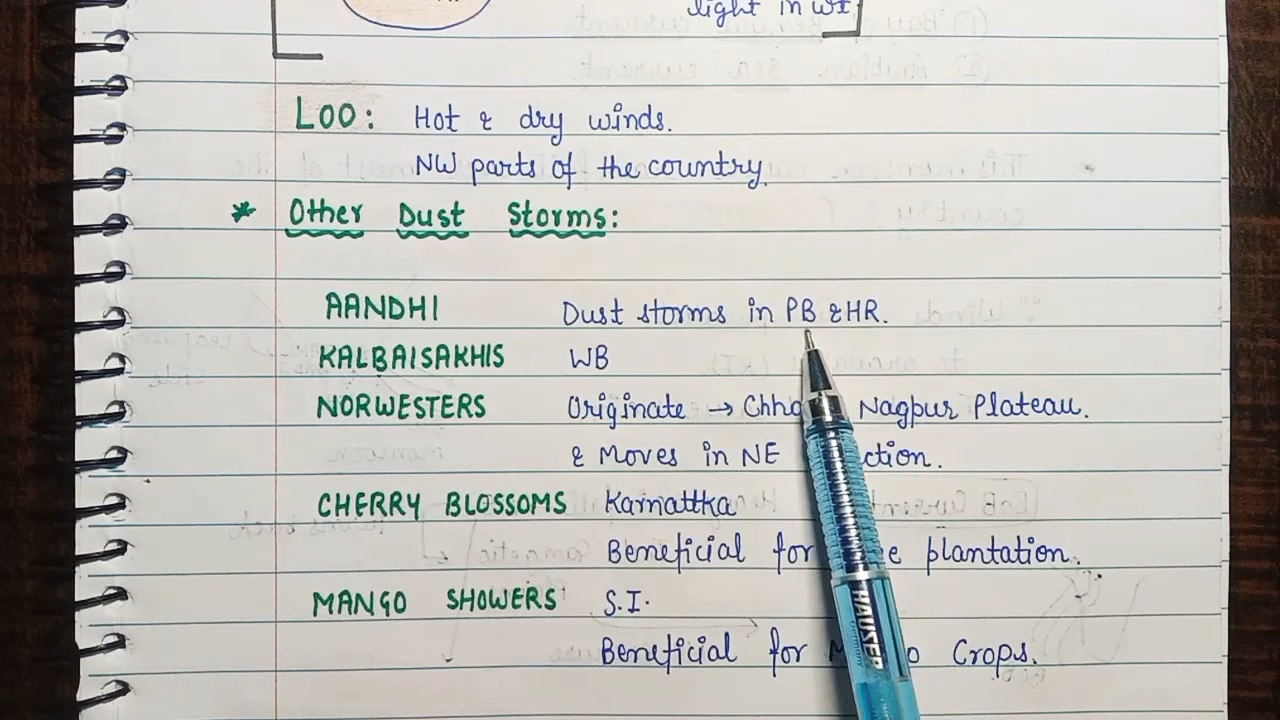 light in wt
LOO: Hot & dry winds.
NW parts of the country.
* Other Dust Storms:
AANDHI Dust storms in PB & HR.
KALBAISAKHIS WB
NORWESTERS Originate → Chho Nagpur Plateau.
& Moves in NE ction.
CHERRY BLOSSOMS Karnattka
Beneficial for plantation.
MANGO SHOWERS S.I.
Beneficial for M o Crops.
HAUSER